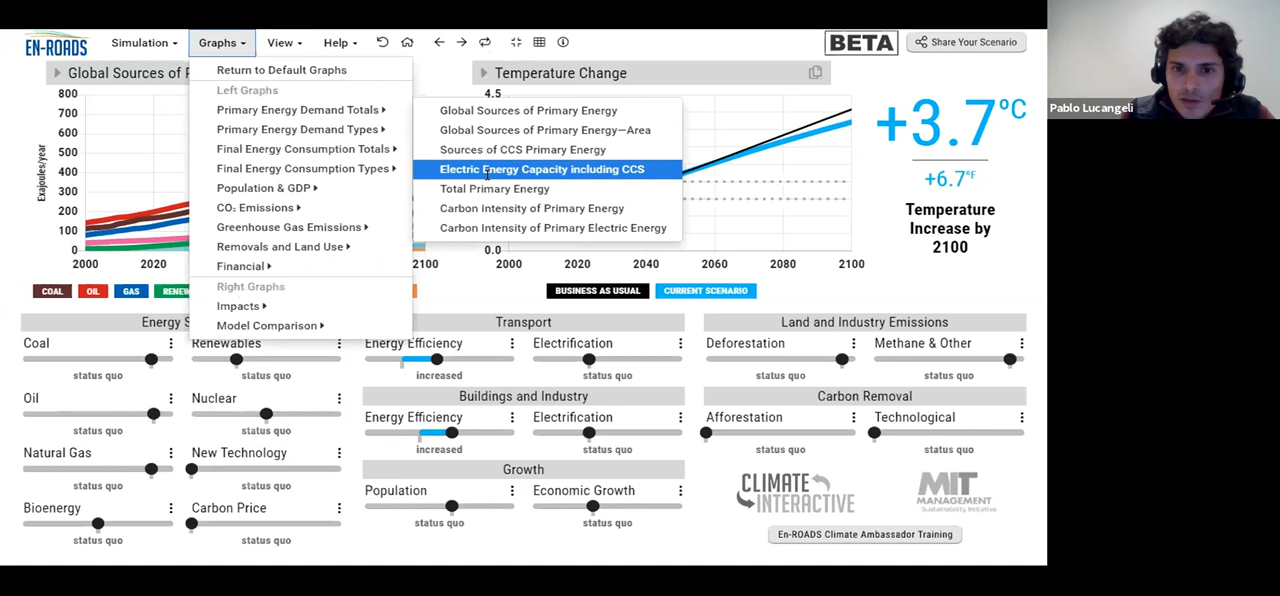 EN-ROADS
Simulation
Graphs
View
Help
BETA
Share Your Scenario
Pablo Lucangeli
Global Sources of P
Temperature Change
Return to Default Graphs
Left Graphs
Primary Energy Demand Totals
Primary Energy Demand Types
Final Energy Consumption Totals
Final Energy Consumption Types
Population & GDP
CO₂ Emissions
Greenhouse Gas Emissions
Removals and Land Use
Financial
Right Graphs
Impacts
Model Comparison
Global Sources of Primary Energy
Global Sources of Primary Energy—Area
Sources of CCS Primary Energy
Electric Energy Capacity including CCS
Total Primary Energy
Carbon Intensity of Primary Energy
Carbon Intensity of Primary Electric Energy
Exajoules/year
800
700
600
500
400
300
200
100
0
2000
2020
2100
4.5
0.0
2000
2020
2040
2060
2080
2100
COAL
OIL
GAS
RENEW
BUSINESS AS USUAL
CURRENT SCENARIO
+3.7°C
+6.7°F
Temperature
Increase by
2100
Energy S
Transport
Land and Industry Emissions
Coal
status quo
Renewables
status quo
Energy Efficiency
increased
Electrification
status quo
Deforestation
status quo
Methane & Other
status quo
Oil
status quo
Nuclear
status quo
Buildings and Industry
Energy Efficiency
increased
Electrification
status quo
Carbon Removal
Afforestation
status quo
Technological
status quo
Natural Gas
status quo
New Technology
status quo
Growth
Population
status quo
Economic Growth
status quo
Bioenergy
status quo
Carbon Price
status quo
CLIMATE
INTERACTIVE
MIT
MANAGEMENT
Sustainability Initiative
En-ROADS Climate Ambassador Training